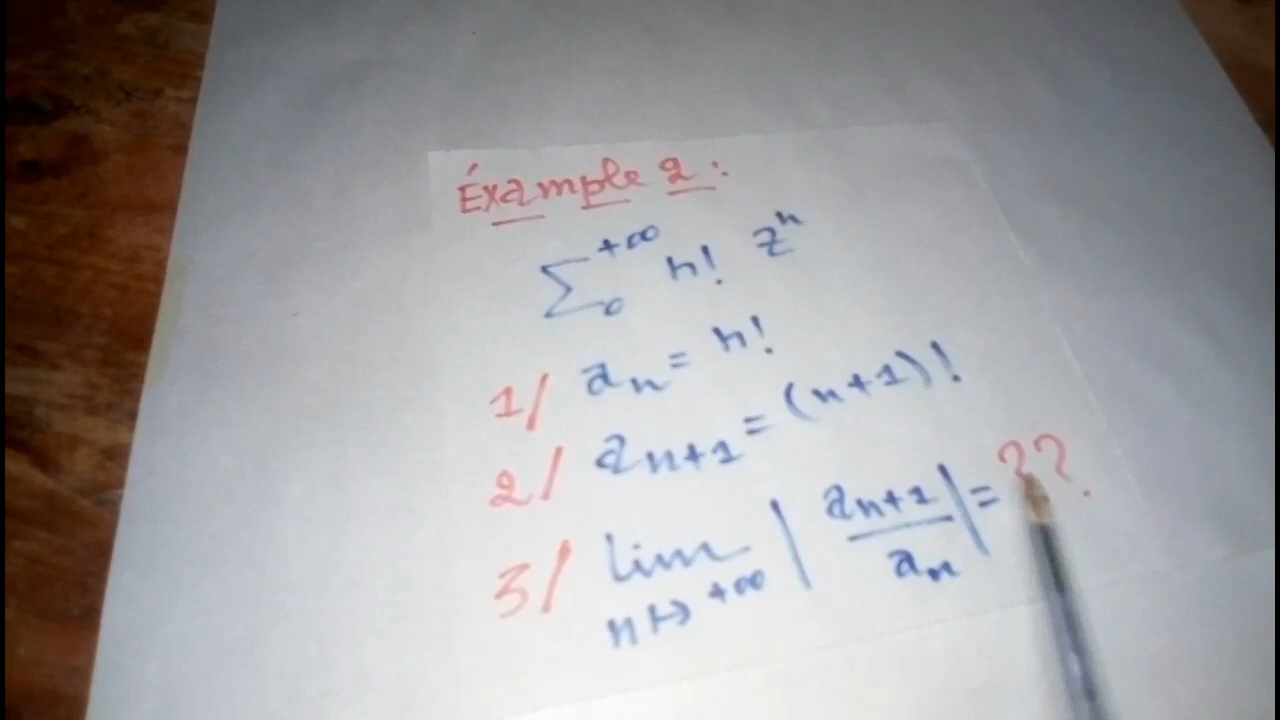 Éxample 2:
∑₀^{+∞} n! zⁿ
1/ aₙ = n!
2/ aₙ₊₁ = (n+1)!
3/ lim_{n↦+∞} |aₙ₊₁/aₙ| = ??